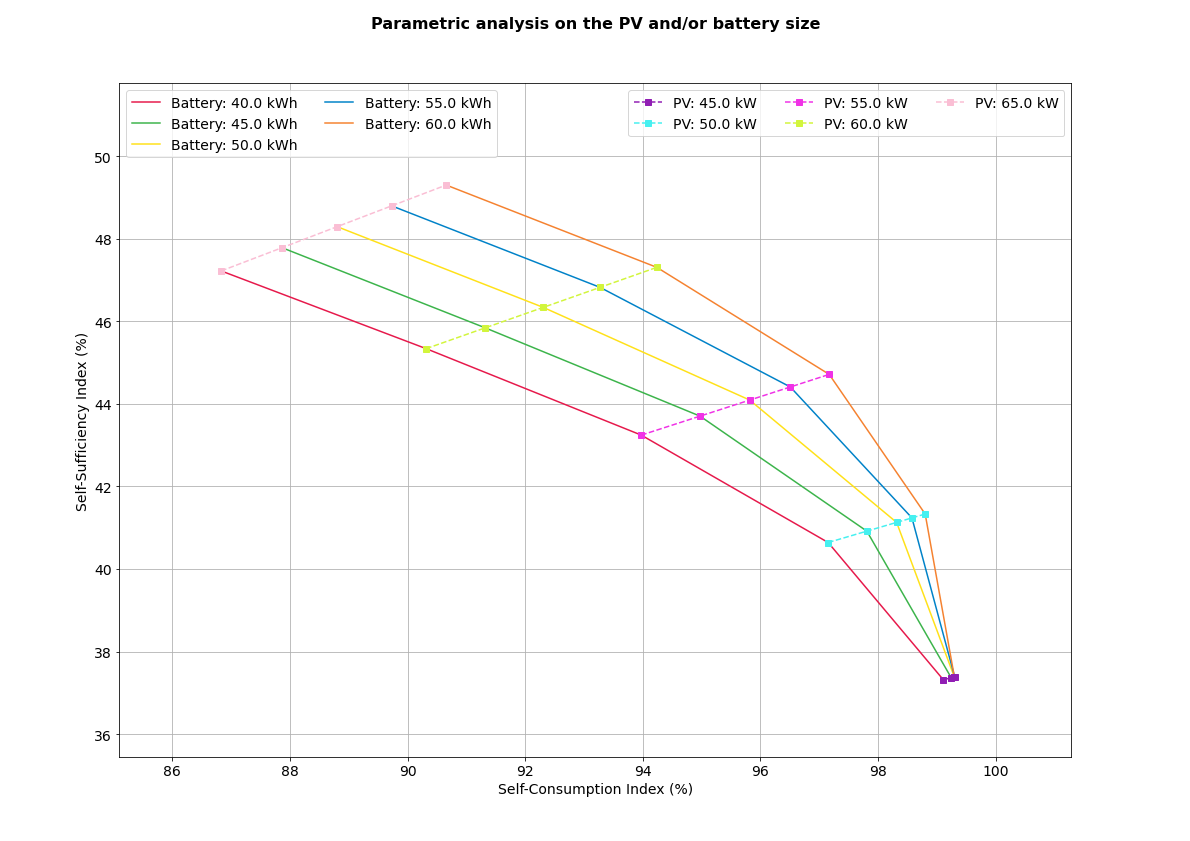 Parametric analysis on the PV and/or battery size
Battery: 40.0 kWh
Battery: 45.0 kWh
Battery: 50.0 kWh
Battery: 55.0 kWh
Battery: 60.0 kWh
PV: 45.0 kW
PV: 50.0 kW
PV: 55.0 kW
PV: 60.0 kW
PV: 65.0 kW
50
48
46
44
42
40
38
36
Self-Sufficiency Index (%)
86 88 90 92 94 96 98 100
Self-Consumption Index (%)